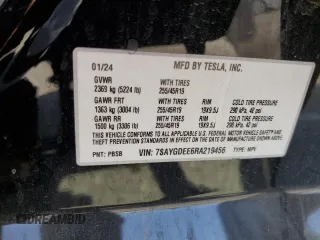 01/24 MFD BY TESLA, INC.
GVWR WITH TIRES
2369 kg (5224 lb) 255/45R19
GAWR FRT WITH TIRES RIM COLD TIRE PRESSURE
1363 kg (3004 lb) 255/45R19 19X9.5J 290 kPa, 42 psi
GAWR RR WITH TIRES RIM COLD TIRE PRESSURE
1500 kg (3306 lb) 255/45R19 19X9.5J 290 kPa, 42 psi
THIS VEHICLE CONFORMS TO ALL APPLICABLE U.S. FEDERAL MOTOR VEHICLE SAFETY
AND THEFT PREVENTION STANDARDS IN EFFECT ON THE DATE OF MANUFACTURE SHOWN ABOVE
PNT: PBSB VIN: 7SAYGDEE6RA219456 TYPE: MPV
AUTOBIDMASTER